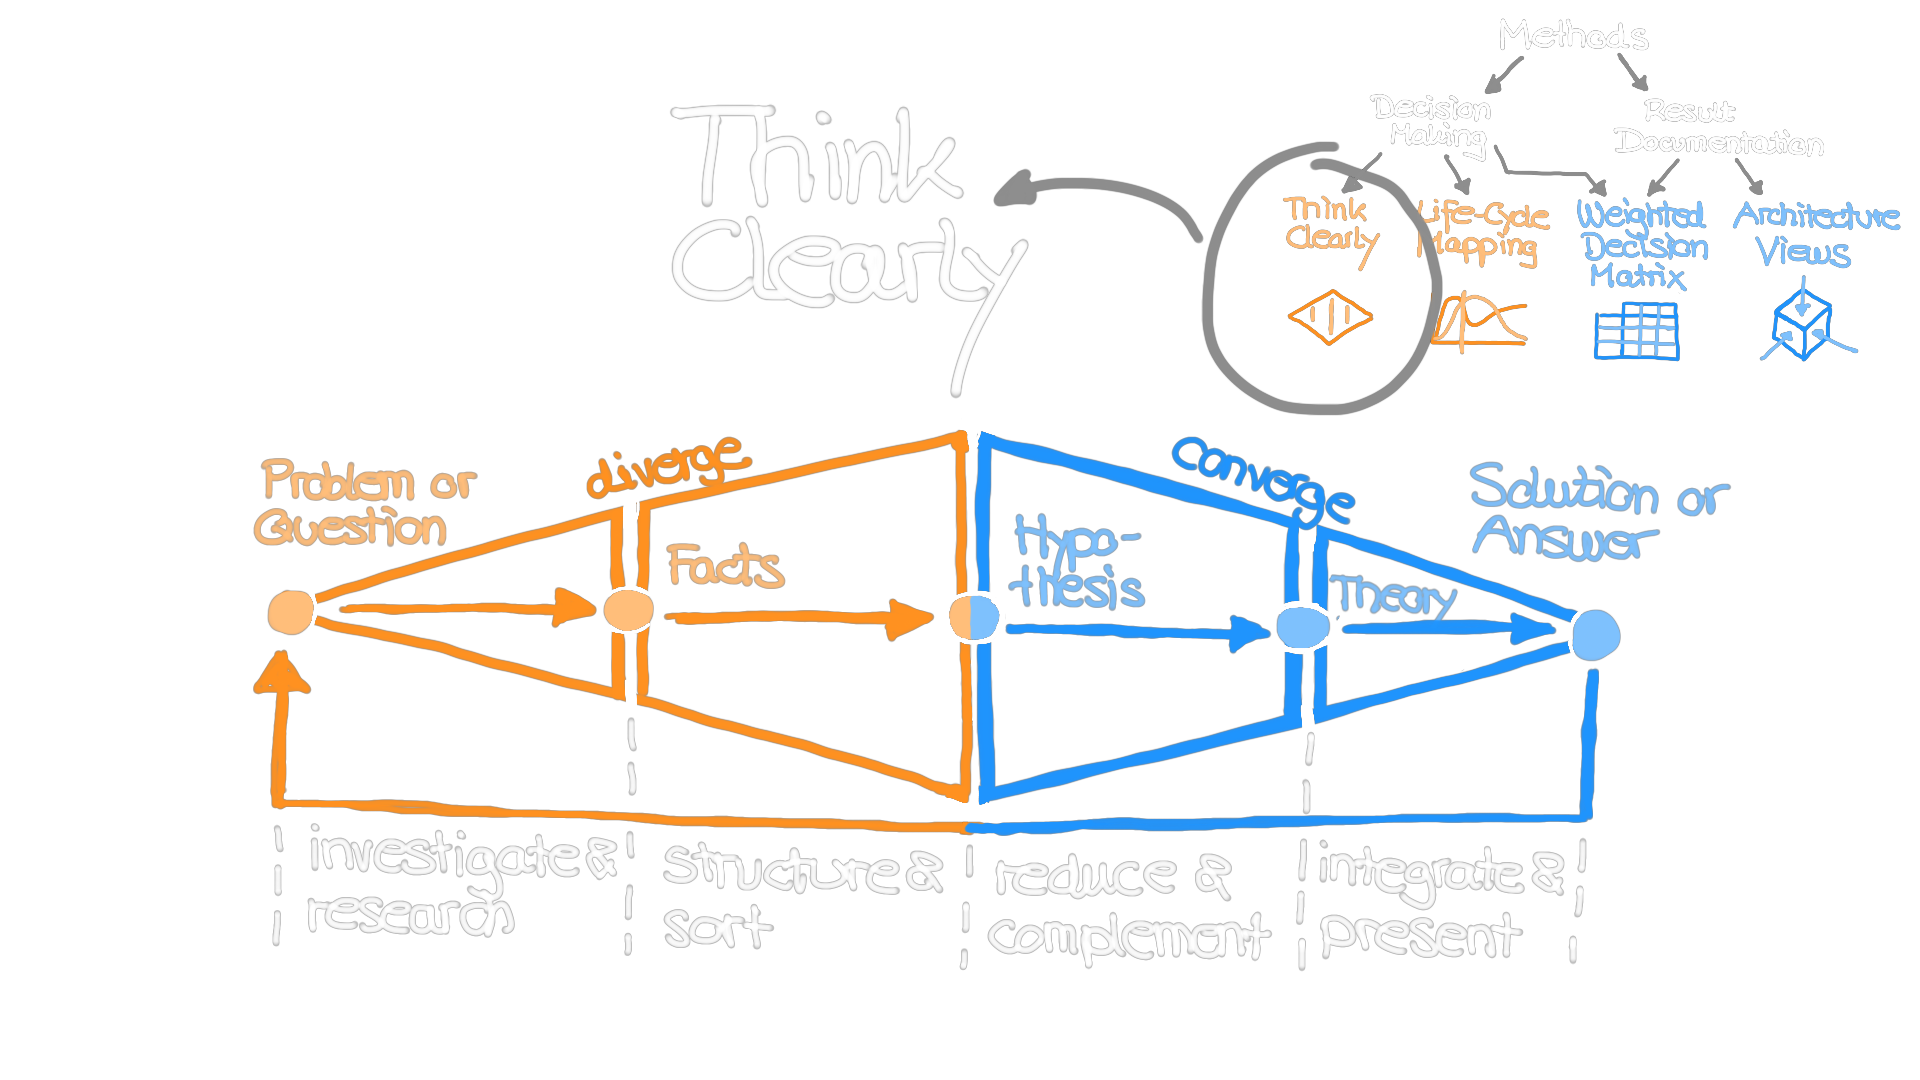 Methods
Decision
Making
Result
Documentation
Think
Clearly
Life-Cycle
Mapping
Weighted
Decision
Matrix
Architecture
Views
Think
Clearly
diverge
converge
Problem or
Question
Facts
Hypo-
thesis
Theory
Solution or
Answer
investigate &
research
structure &
sort
reduce &
complement
integrate &
present